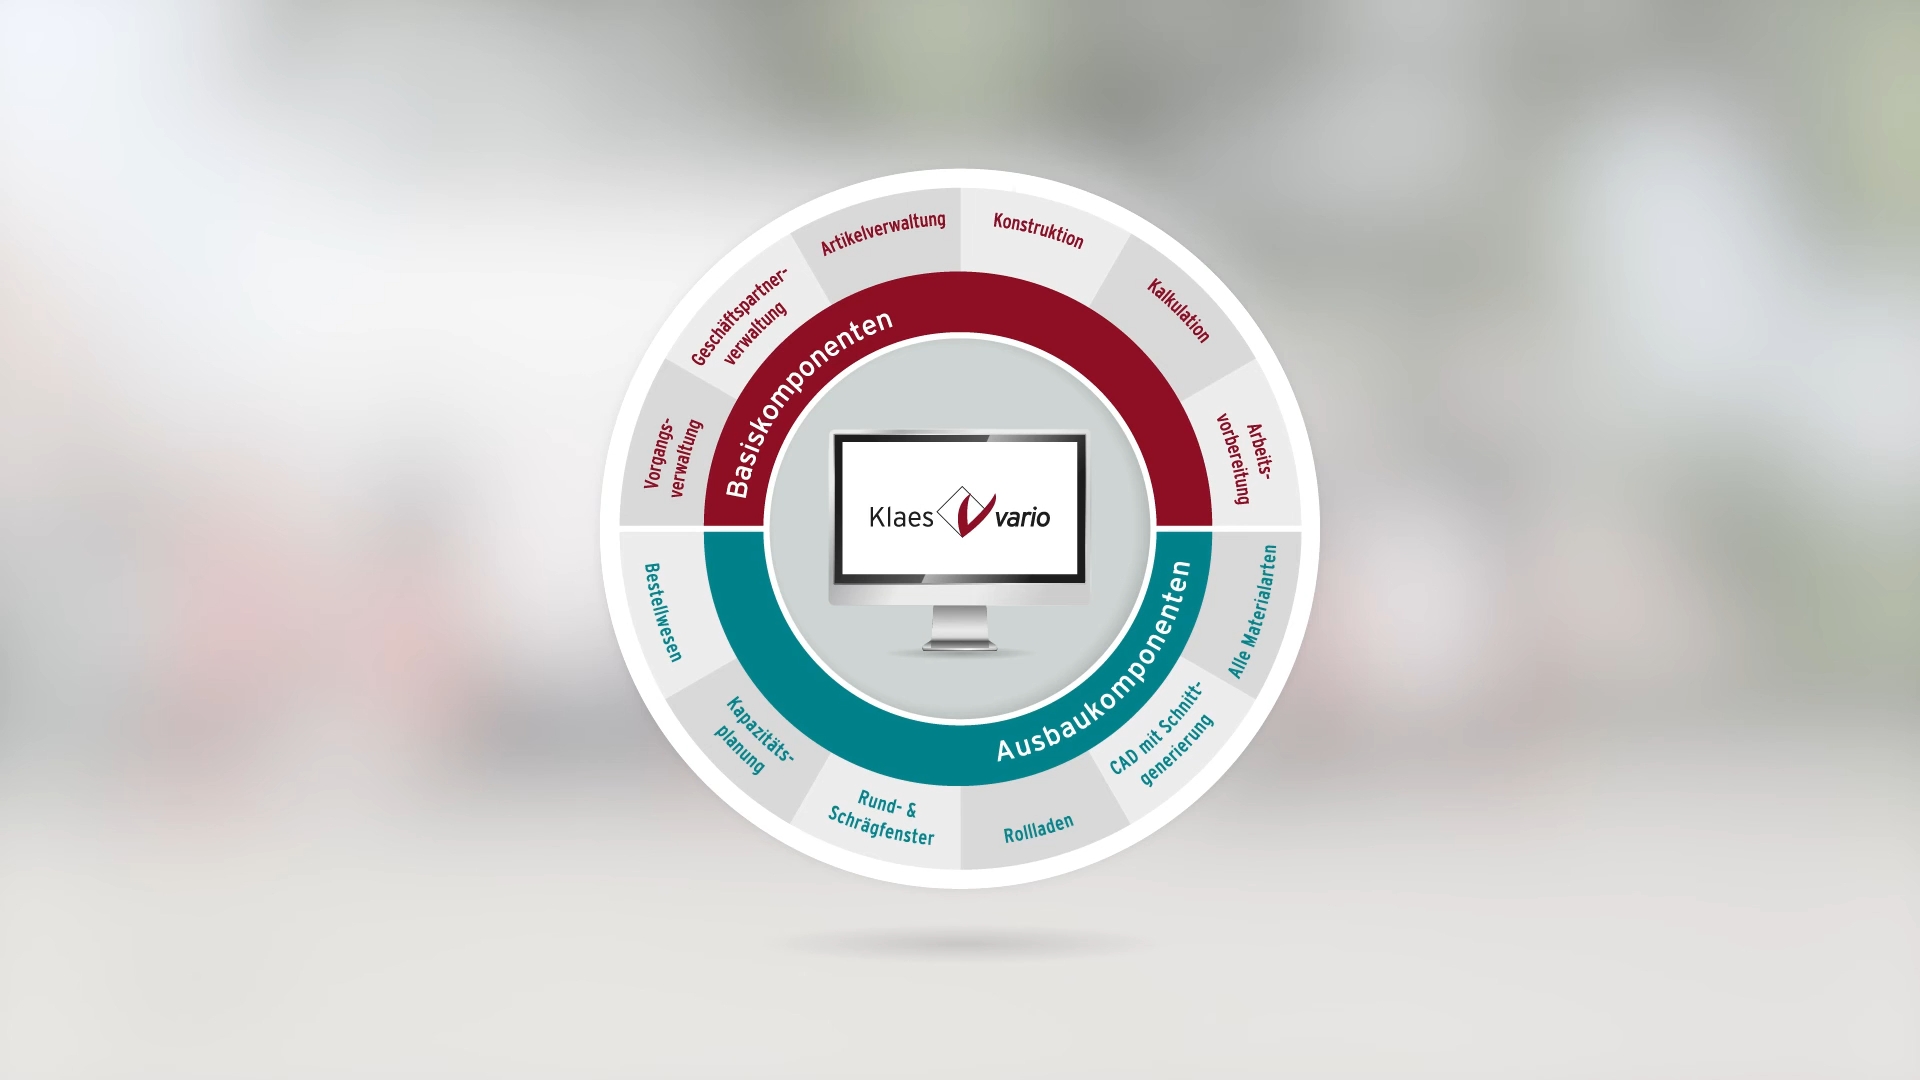 Vorgangs-
verwaltung
Geschäftspartner-
verwaltung
Artikelverwaltung
Konstruktion
Kalkulation
Arbeits-
vorbereitung
Basiskomponenten
Klaes vario
Ausbaukomponenten
Alle Materialarten
CAD mit Schnitt-
generierung
Rollladen
Rund- &
Schrägfenster
Kapazitäts-
planung
Bestellwesen